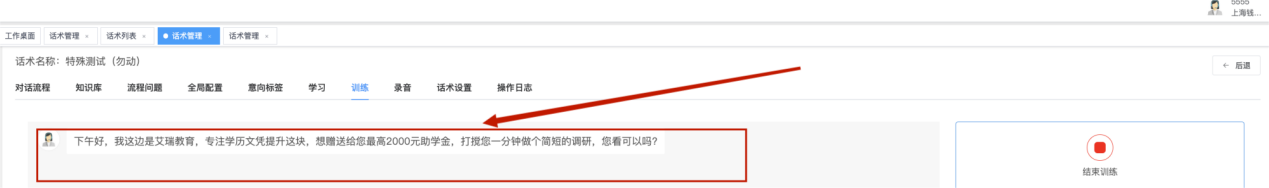 5555
上海钱...
工作桌面 话术管理 × 话术列表 × 话术管理 × 话术管理 ×
话术名称：特殊测试（勿动）
← 后退
对话流程 知识库 流程问题 全局配置 意向标签 学习 训练 录音 话术设置 操作日志
下午好，我这边是艾瑞教育，专注学历文凭提升这块，想赠送给您最高2000元助学金，打搅您一分钟做个简短的调研，您看可以吗?
结束训练